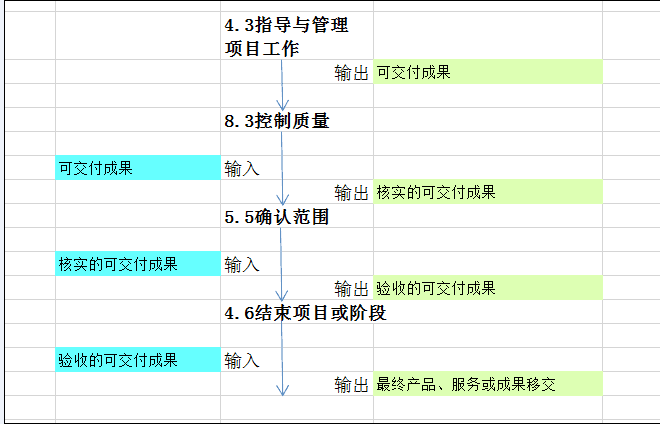 4.3指导与管理
项目工作
输出 可交付成果
8.3控制质量
可交付成果 输入
输出 核实的可交付成果
5.5确认范围
核实的可交付成果 输入
输出 验收的可交付成果
4.6结束项目或阶段
验收的可交付成果 输入
输出 最终产品、服务或成果移交